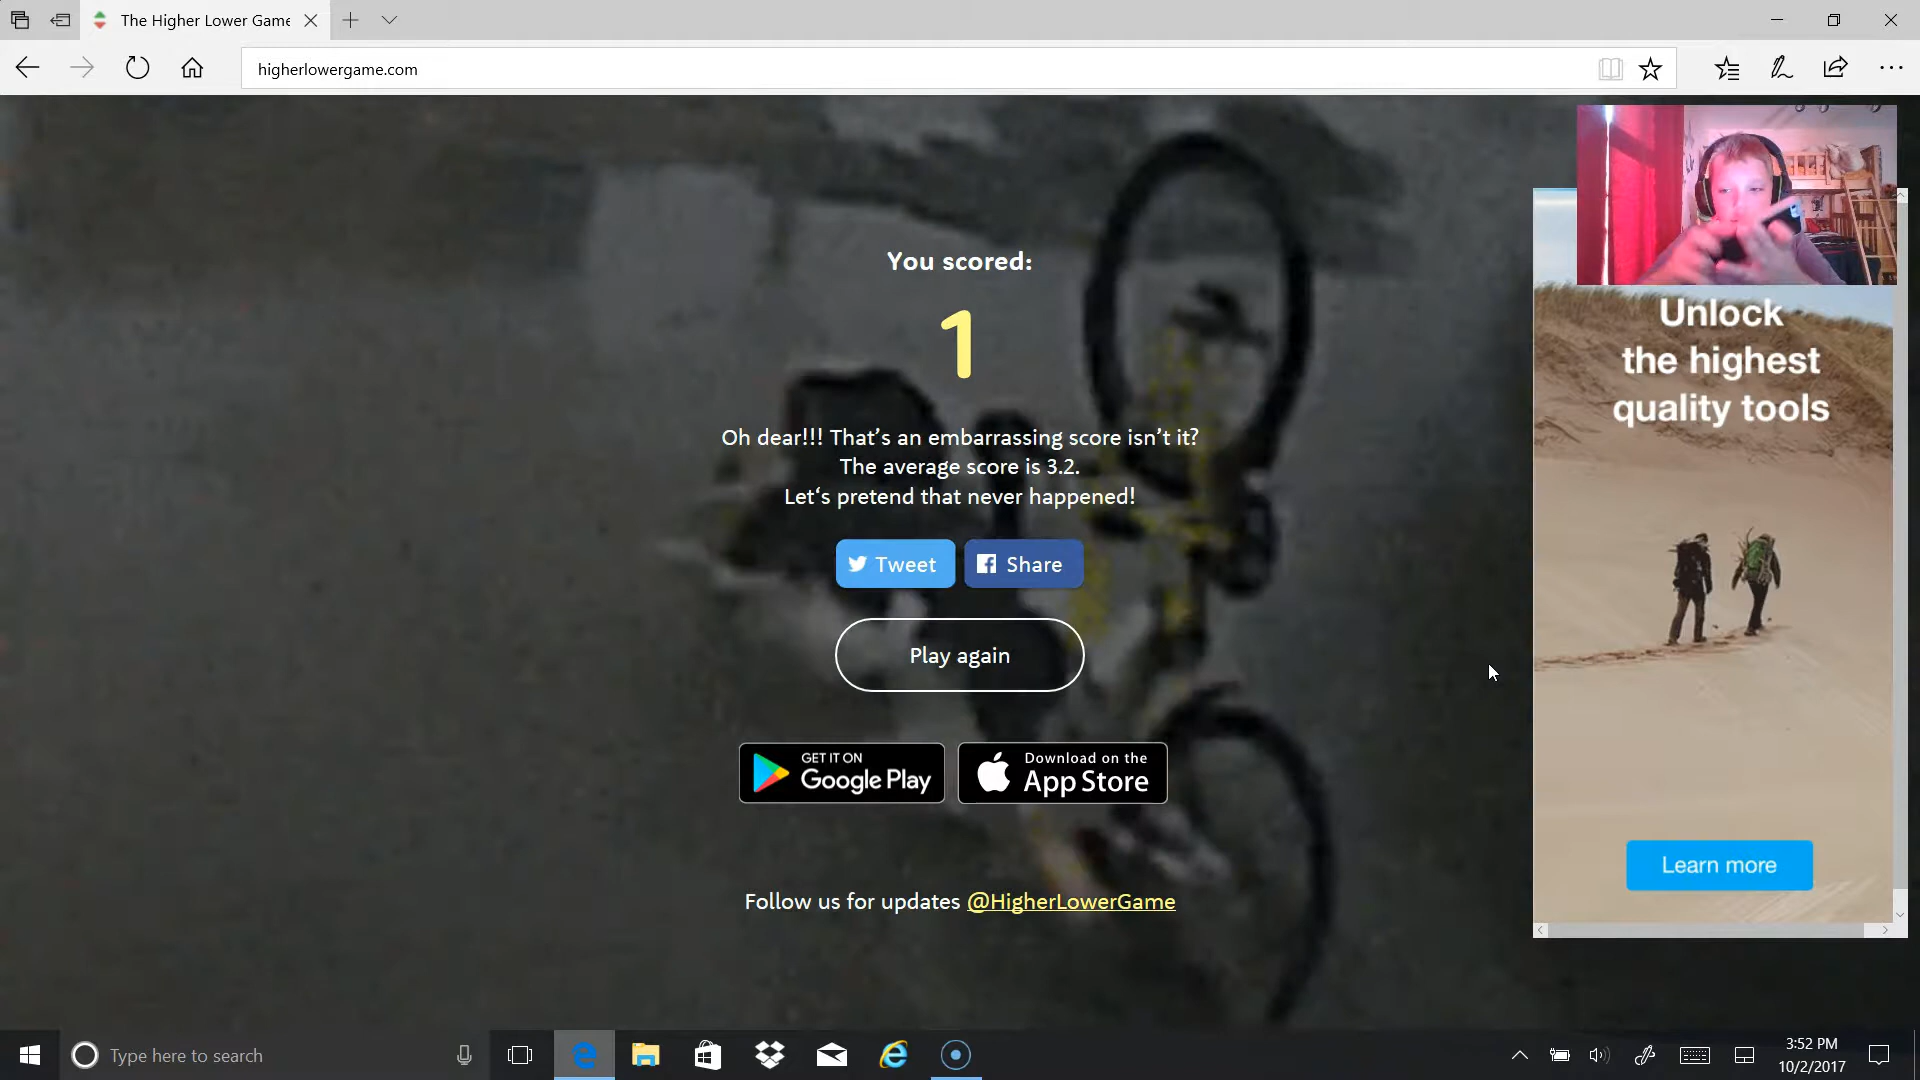 The Higher Lower Game
higherlowergame.com
You scored:
1
Oh dear!!! That's an embarrassing score isn't it?
The average score is 3.2.
Let‘s pretend that never happened!
Tweet
Share
Play again
GET IT ON
Google Play
Download on the
App Store
Follow us for updates @HigherLowerGame
Unlock
the highest
quality tools
Learn more
Type here to search
3:52 PM
10/2/2017